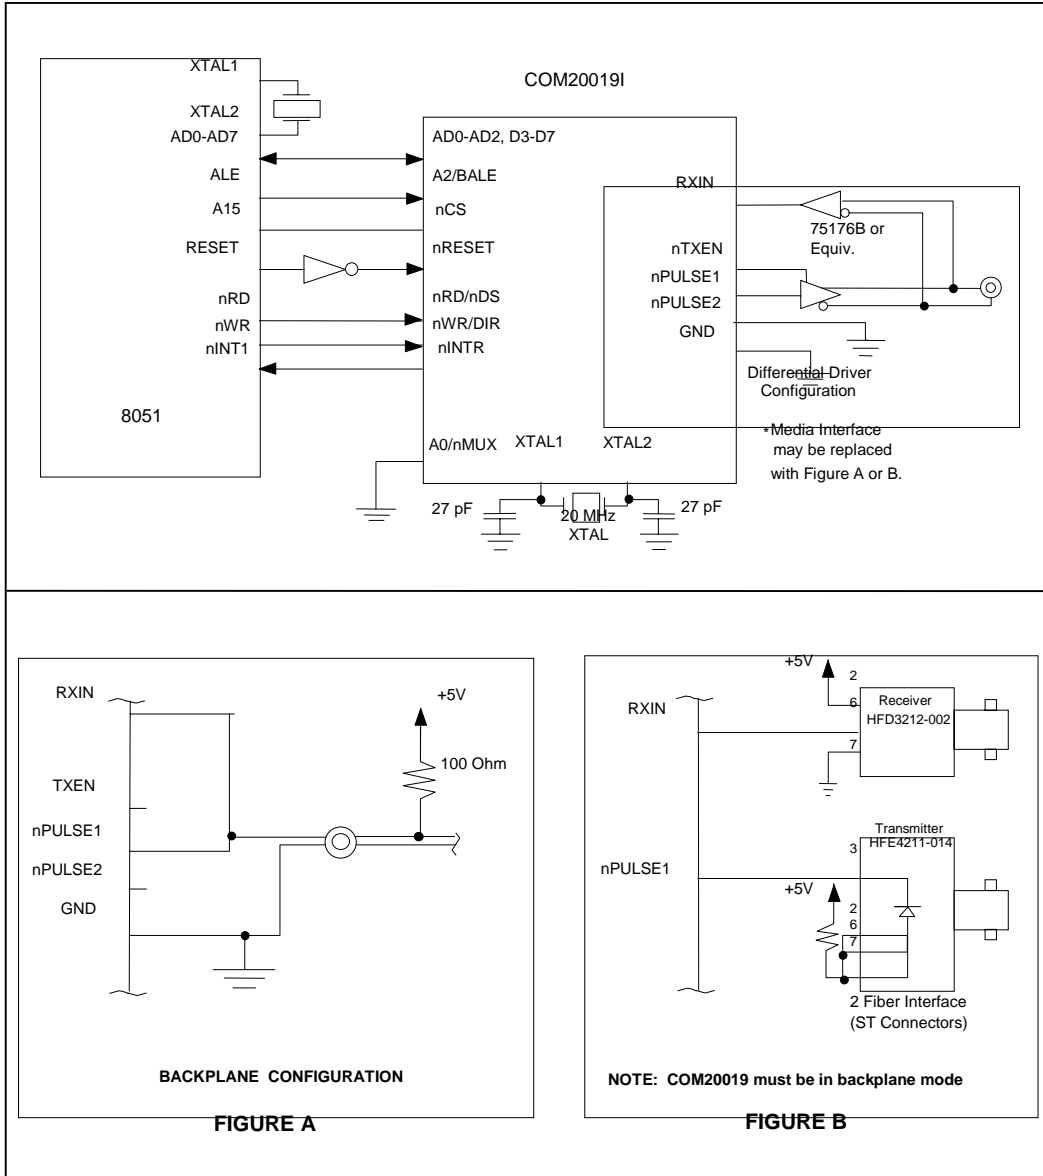 COM20019I
XTAL1
XTAL2
AD0-AD7
ALE
A15
RESET
nRD
nWR
nINT1
8051
AD0-AD2, D3-D7
A2/BALE
nCS
nRESET
nRD/nDS
nWR/DIR
nINTR
A0/nMUX
XTAL1
XTAL2
RXIN
nTXEN
nPULSE1
nPULSE2
GND
75176B or
Equiv.
Differential Driver
Configuration
*Media Interface
may be replaced
with Figure A or B.
27 pF
20 MHz
XTAL
27 pF
RXIN
TXEN
nPULSE1
nPULSE2
GND
+5V
100 Ohm
BACKPLANE CONFIGURATION
FIGURE A
RXIN
nPULSE1
+5V
2
6
7
Receiver
HFD3212-002
Transmitter
HFE4211-014
3
+5V
2
6
7
2 Fiber Interface
(ST Connectors)
NOTE: COM20019 must be in backplane mode
FIGURE B